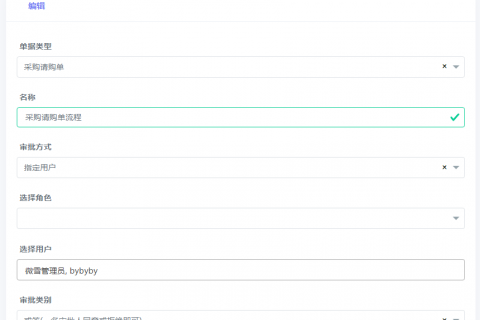 编辑
单据类型
采购请购单
×
名称
采购请购单流程
审批方式
指定用户
×
选择角色
选择用户
微雪管理员, bybyby
审批类别